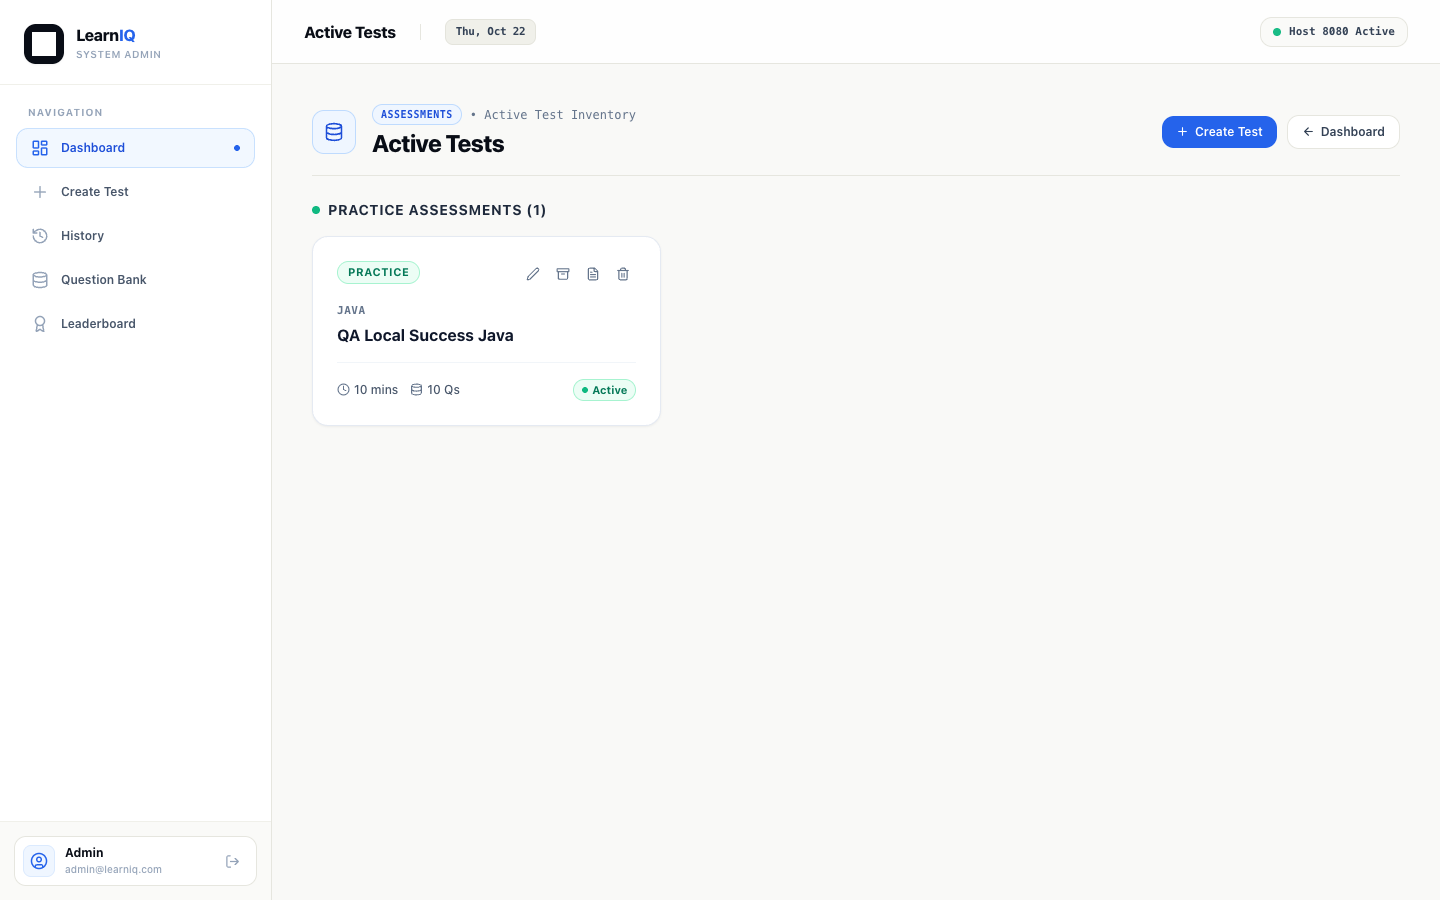 LearnIQ
SYSTEM ADMIN
NAVIGATION
Dashboard
Create Test
History
Question Bank
Leaderboard
Admin
admin@learniq.com
Active Tests
Thu, Oct 22
Host 8080 Active
ASSESSMENTS • Active Test Inventory
Active Tests
Create Test
Dashboard
PRACTICE ASSESSMENTS (1)
PRACTICE
JAVA
QA Local Success Java
10 mins 10 Qs Active